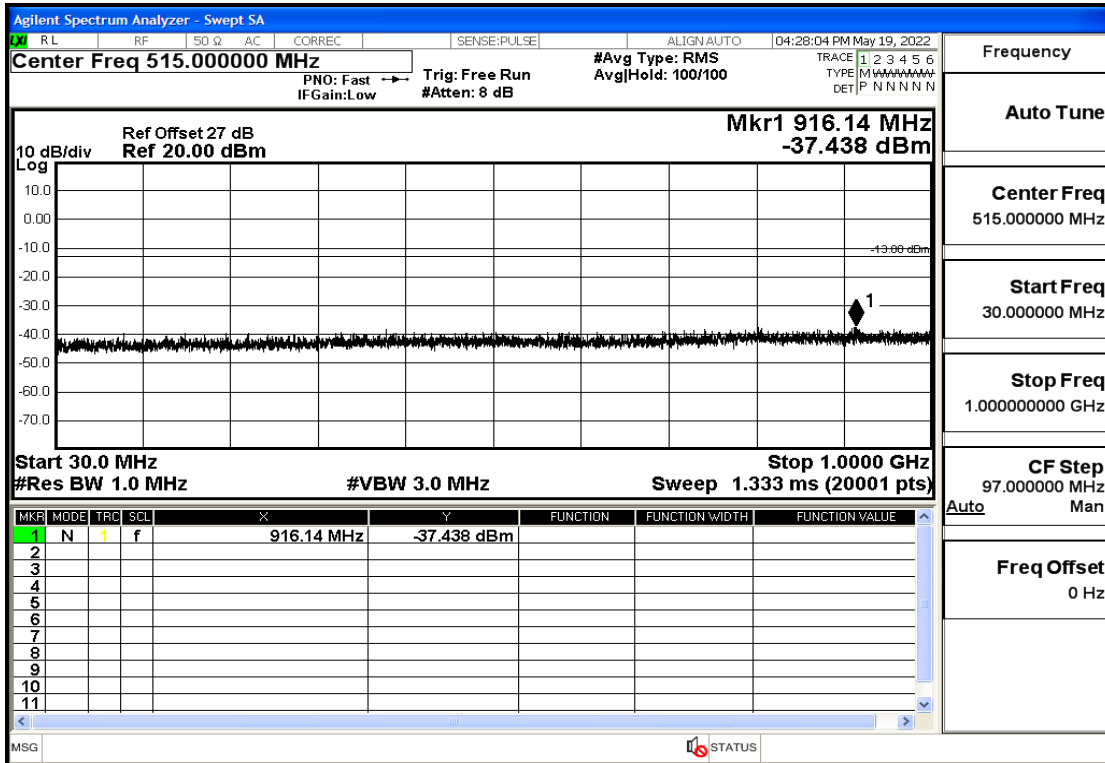 Agilent Spectrum Analyzer - Swept SA
LXI RL RF 50 Ω AC CORREC SENSE:PULSE ALIGN AUTO 04:28:04 PM May 19, 2022
Center Freq 515.000000 MHz
PNO: Fast
IFGain:Low
Trig: Free Run
#Atten: 8 dB
#Avg Type: RMS
Avg|Hold: 100/100
TRACE 1 2 3 4 5 6
TYPE M WWWWW
DET P N N N N N
Ref Offset 27 dB
10 dB/div Ref 20.00 dBm
Log
Mkr1 916.14 MHz
-37.438 dBm
10.0
0.00
-10.0
-13.00 dBm
-20.0
-30.0
1
-40.0
-50.0
-60.0
-70.0
Start 30.0 MHz Stop 1.0000 GHz
#Res BW 1.0 MHz #VBW 3.0 MHz Sweep 1.333 ms (20001 pts)
MKR MODE TRC SCL X Y FUNCTION FUNCTION WIDTH FUNCTION VALUE
1 N 1 f 916.14 MHz -37.438 dBm
2
3
4
5
6
7
8
9
10
11
MSG STATUS
Frequency
Auto Tune
Center Freq
515.000000 MHz
Start Freq
30.000000 MHz
Stop Freq
1.000000000 GHz
CF Step
97.000000 MHz
Auto Man
Freq Offset
0 Hz